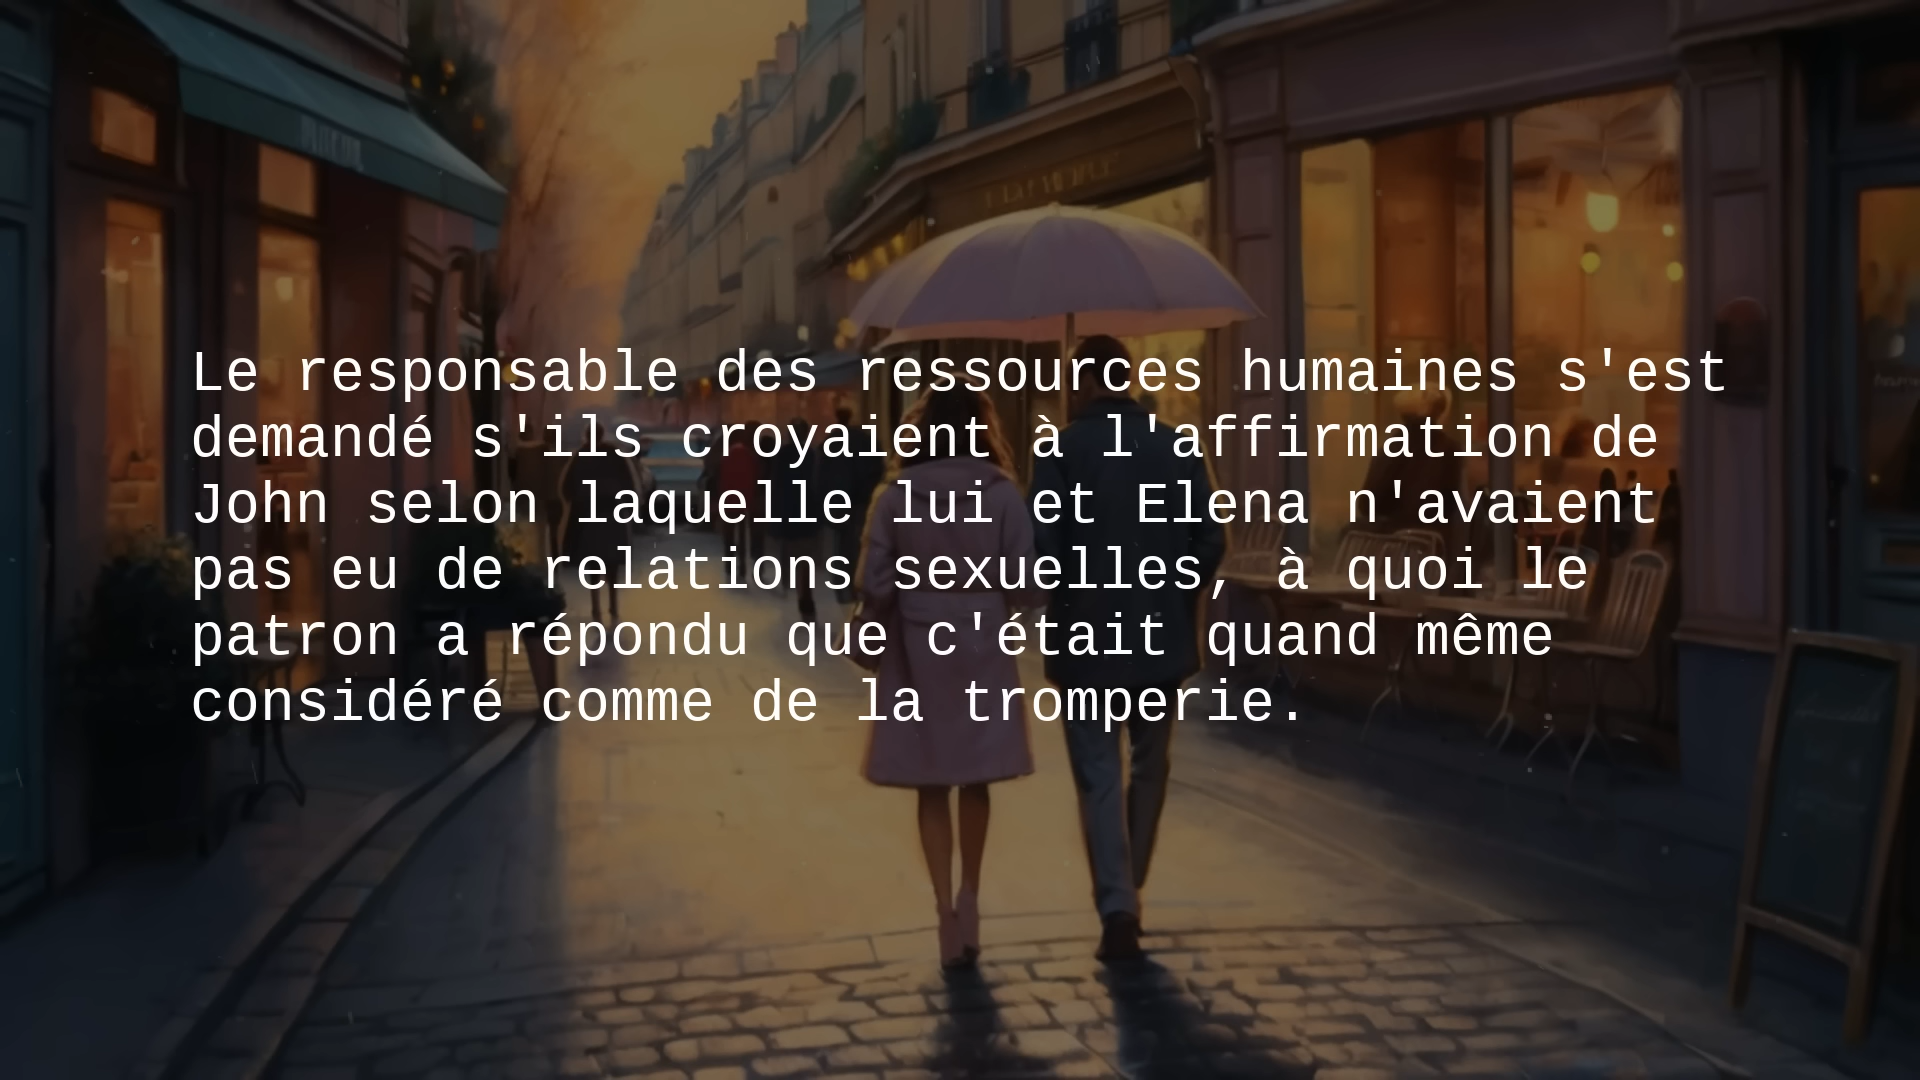 Le responsable des ressources humaines s'est
demandé s'ils croyaient à l'affirmation de
John selon laquelle lui et Elena n'avaient
pas eu de relations sexuelles, à quoi le
patron a répondu que c'était quand même
considéré comme de la tromperie.